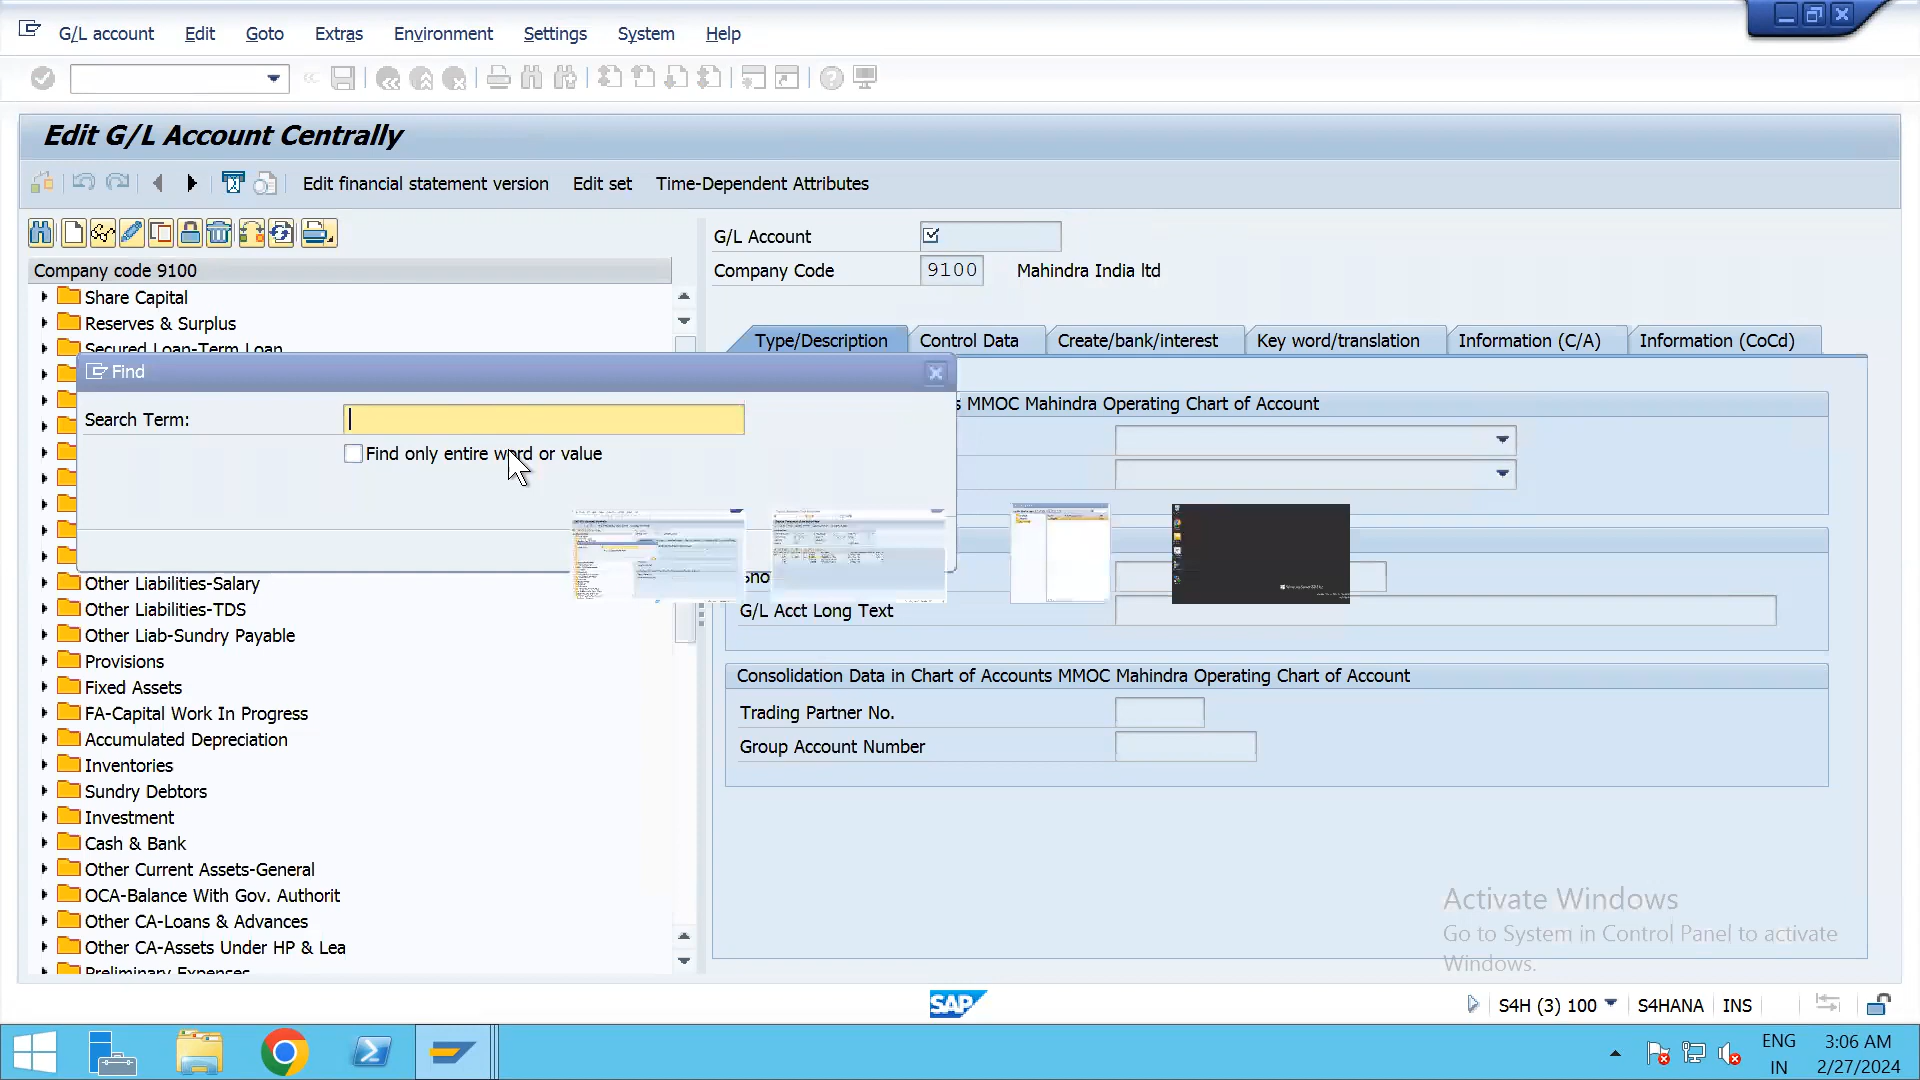 G/L account Edit Goto Extras Environment Settings System Help
Edit G/L Account Centrally
Edit financial statement version Edit set Time-Dependent Attributes
Company code 9100
Share Capital
Reserves & Surplus
Secured Loan-Term Loan
Find
Search Term:
Find only entire word or value
Other Liabilities-Salary
Other Liabilities-TDS
Other Liab-Sundry Payable
Provisions
Fixed Assets
FA-Capital Work In Progress
Accumulated Depreciation
Inventories
Sundry Debtors
Investment
Cash & Bank
Other Current Assets-General
OCA-Balance With Gov. Authorit
Other CA-Loans & Advances
Other CA-Assets Under HP & Lea
Preliminary Expenses
G/L Account
Company Code 9100 Mahindra India ltd
Type/Description Control Data Create/bank/interest Key word/translation Information (C/A) Information (CoCd)
MMOC Mahindra Operating Chart of Account
G/L Acct Long Text
Consolidation Data in Chart of Accounts MMOC Mahindra Operating Chart of Account
Trading Partner No.
Group Account Number
Activate Windows
Go to System in Control Panel to activate
Windows.
SAP
S4H (3) 100 S4HANA INS
ENG
IN
3:06 AM
2/27/2024